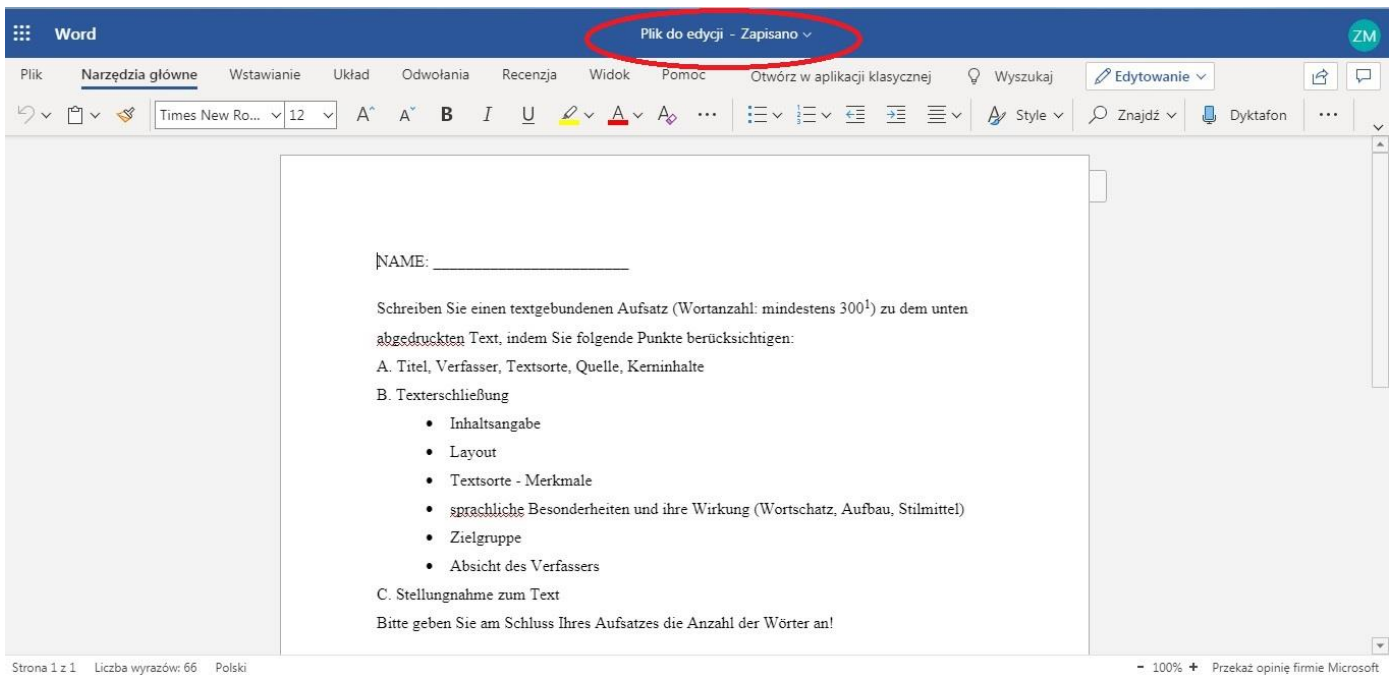 Word
Plik do edycji - Zapisano
ZM
Plik Narzędzia główne Wstawianie Układ Odwołania Recenzja Widok Pomoc Otwórz w aplikacji klasycznej Wyszukaj Edytowanie
Times New Ro... 12 A A B I U A A ... Style Znajdź Dyktafon ...
NAME: ________________________
Schreiben Sie einen textgebundenen Aufsatz (Wortanzahl: mindestens 300¹) zu dem unten
abgedruckten Text, indem Sie folgende Punkte berücksichtigen:
A. Titel, Verfasser, Textsorte, Quelle, Kerninhalte
B. Texterschließung
• Inhaltsangabe
• Layout
• Textsorte - Merkmale
• sprachliche Besonderheiten und ihre Wirkung (Wortschatz, Aufbau, Stilmittel)
• Zielgruppe
• Absicht des Verfassers
C. Stellungnahme zum Text
Bitte geben Sie am Schluss Ihres Aufsatzes die Anzahl der Wörter an!
Strona 1 z 1 Liczba wyrazów: 66 Polski - 100% + Przekaż opinię firmie Microsoft